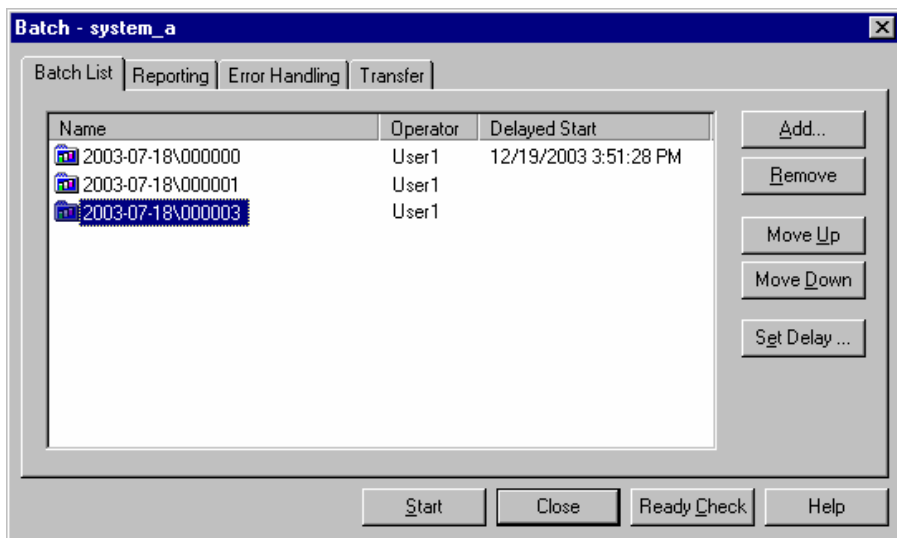 Batch - system_a
Batch List Reporting Error Handling Transfer
Name Operator Delayed Start
2003-07-18\000000 User1 12/19/2003 3:51:28 PM
2003-07-18\000001 User1
2003-07-18\000003 User1
Add...
Remove
Move Up
Move Down
Set Delay ...
Start Close Ready Check Help